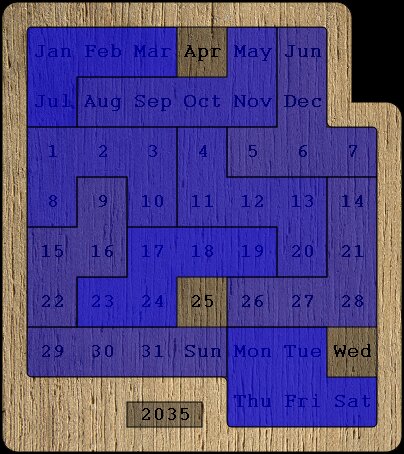 Jan Feb Mar Apr May Jun
Jul Aug Sep Oct Nov Dec
1 2 3 4 5 6 7
8 9 10 11 12 13 14
15 16 17 18 19 20 21
22 23 24 25 26 27 28
29 30 31 Sun Mon Tue Wed
Thu Fri Sat
2035